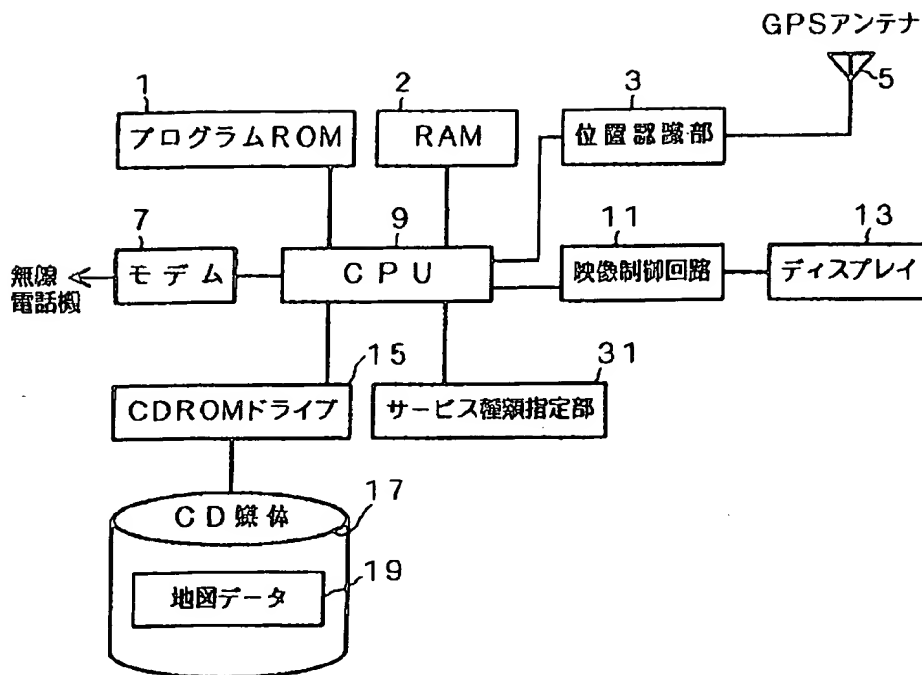 GPSアンテナ
5
1
プログラムROM
2
RAM
3
位置認識部
7
モデム
無線
電話機
9
CPU
11
映像制御回路
13
ディスプレイ
15
CDROMドライブ
31
サービス種類指定部
CD媒体
17
地図データ
19